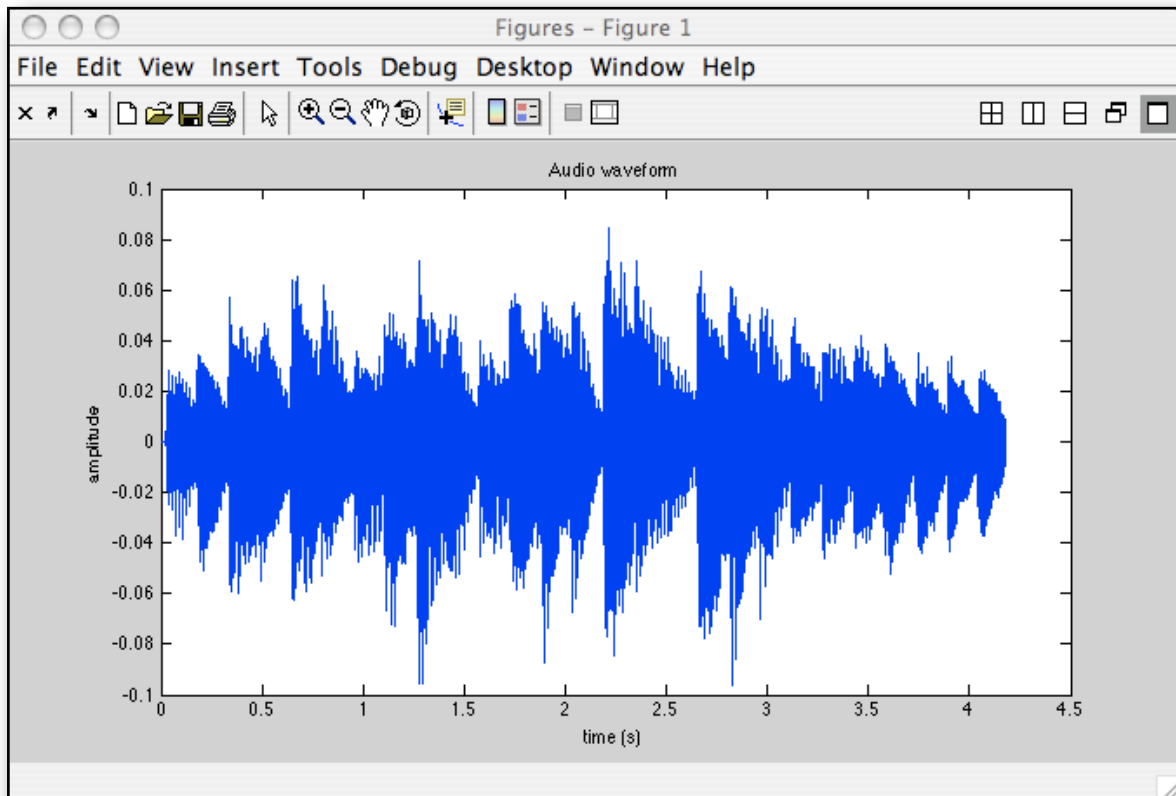 Figures – Figure 1
File Edit View Insert Tools Debug Desktop Window Help
Audio waveform
0.1
0.08
0.06
0.04
0.02
0
-0.02
-0.04
-0.06
-0.08
-0.1
amplitude
0 0.5 1 1.5 2 2.5 3 3.5 4 4.5
time (s)